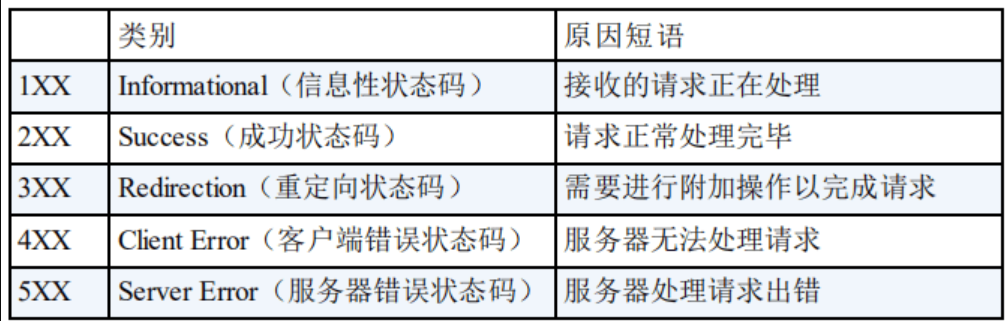 类别 原因短语
1XX Informational（信息性状态码） 接收的请求正在处理
2XX Success（成功状态码） 请求正常处理完毕
3XX Redirection（重定向状态码） 需要进行附加操作以完成请求
4XX Client Error（客户端错误状态码） 服务器无法处理请求
5XX Server Error（服务器错误状态码） 服务器处理请求出错